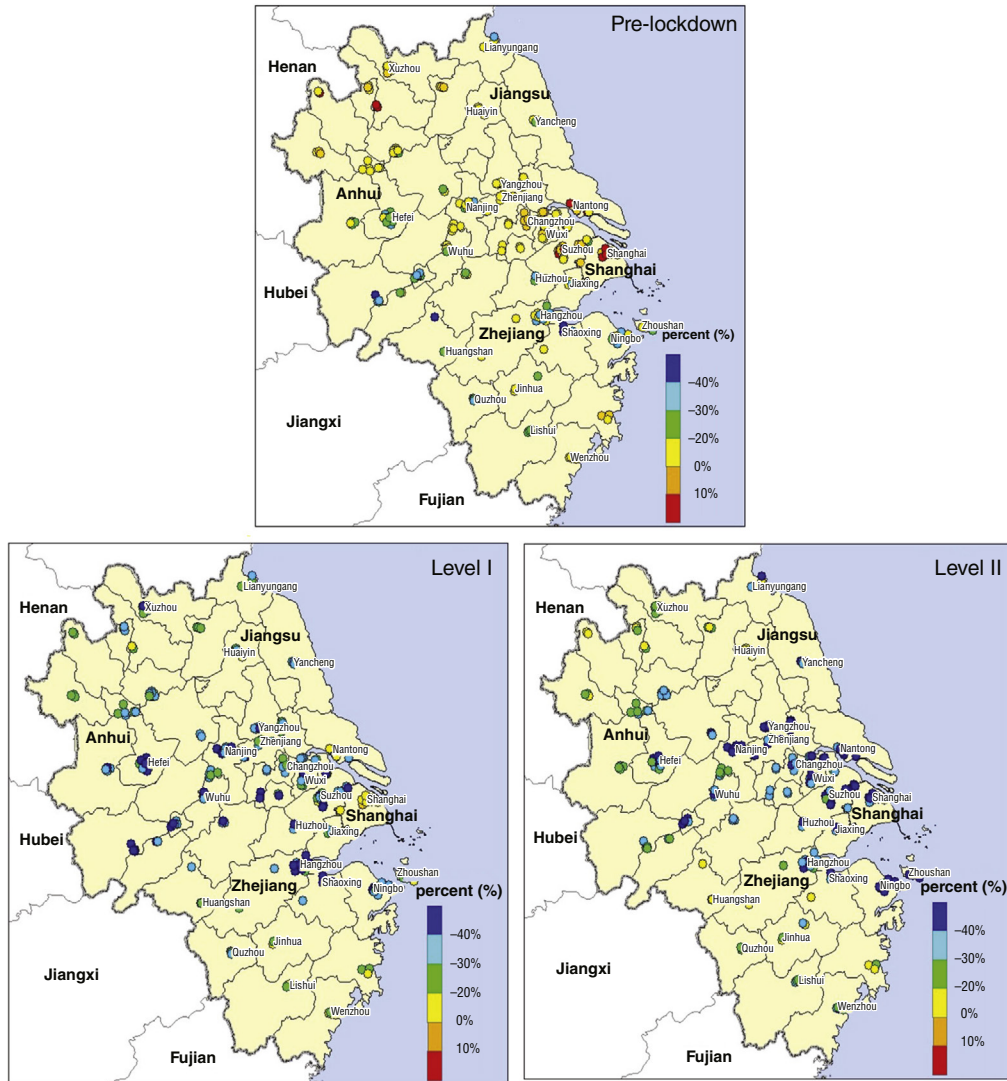 Pre-lockdown
Lianyungang
Henan
Xuzhou
Jiangsu
Huaiyin
Yancheng
Anhui
Yangzhou
Zhenjiang
Nanjing
Nantong
Hefei
Changzhou
Wuxi
Wuhu
Suzhou
Shanghai
Shanghai
Hubei
Huzhou
Jiaxing
Hangzhou
Zhejiang
Shaoxing
Zhoushan
Ningbo
percent (%)
Huangshan
–40%
Jinhua
Quzhou
–30%
Jiangxi
Lishui
–20%
Wenzhou
0%
Fujian
10%
Level I
Lianyungang
Henan
Xuzhou
Jiangsu
Huaiyin
Yancheng
Anhui
Yangzhou
Zhenjiang
Nanjing
Nantong
Hefei
Changzhou
Wuxi
Wuhu
Suzhou
Shanghai
Shanghai
Hubei
Huzhou
Jiaxing
Hangzhou
Zhejiang
Shaoxing
Zhoushan
Ningbo
percent (%)
Huangshan
–40%
Jinhua
Quzhou
–30%
Jiangxi
Lishui
–20%
Wenzhou
0%
Fujian
10%
Level II
Lianyungang
Henan
Xuzhou
Jiangsu
Huaiyin
Yancheng
Anhui
Yangzhou
Zhenjiang
Nanjing
Nantong
Hefei
Changzhou
Wuxi
Wuhu
Suzhou
Shanghai
Shanghai
Hubei
Huzhou
Jiaxing
Hangzhou
Zhejiang
Shaoxing
Zhoushan
Ningbo
percent (%)
Huangshan
–40%
Jinhua
Quzhou
–30%
Jiangxi
Lishui
–20%
Wenzhou
0%
Fujian
10%